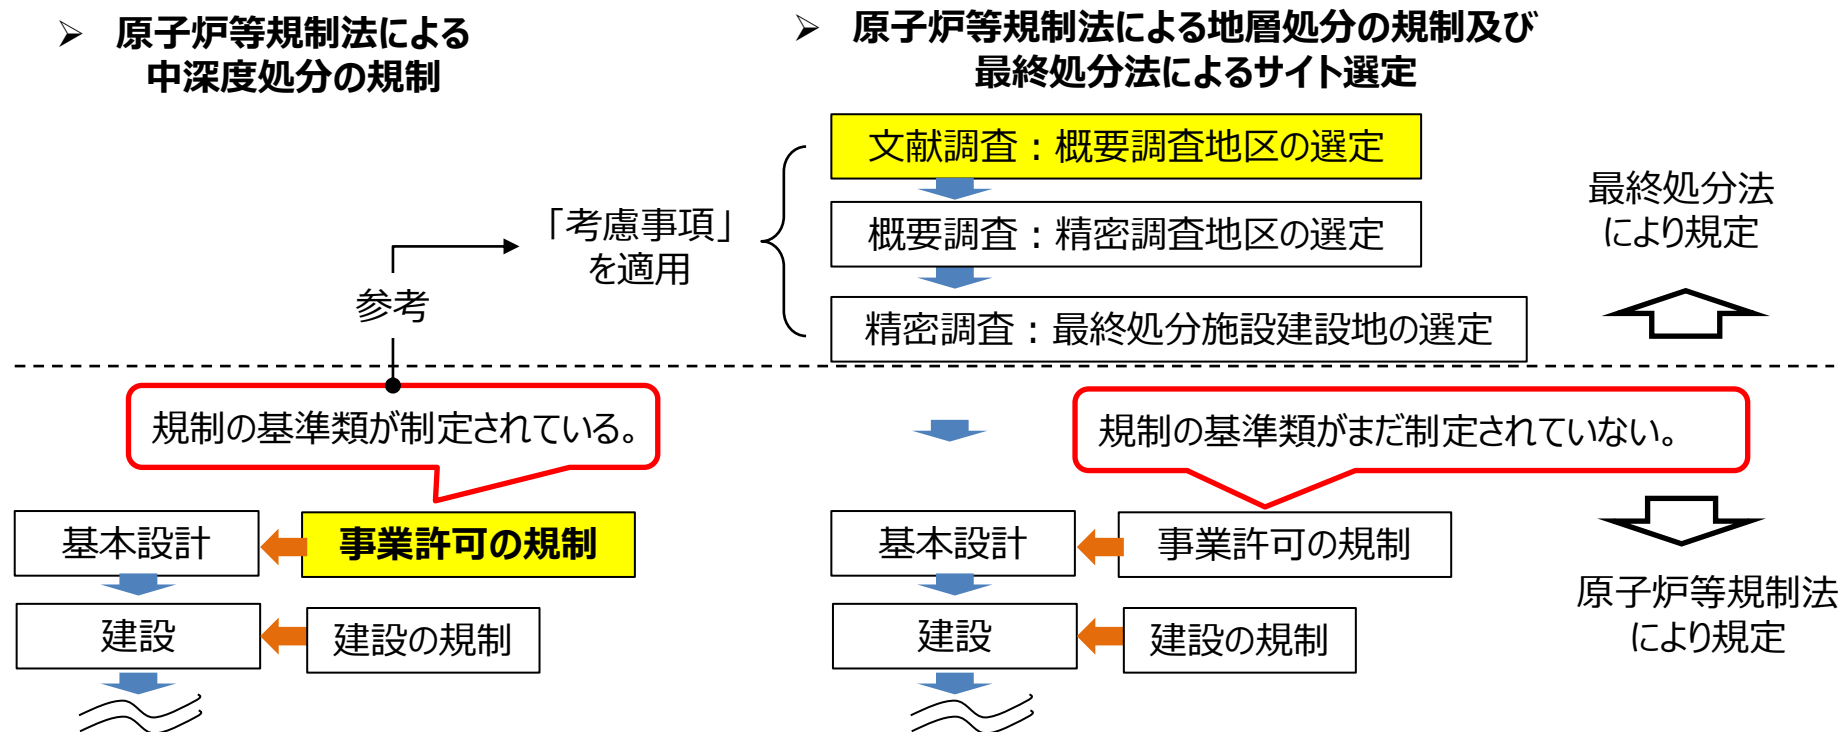 ➢ 原子炉等規制法による
中深度処分の規制
➢ 原子炉等規制法による地層処分の規制及び
最終処分法によるサイト選定
文献調査：概要調査地区の選定
概要調査：精密調査地区の選定
精密調査：最終処分施設建設地の選定
「考慮事項」
を適用
参考
最終処分法
により規定
規制の基準類が制定されている。
規制の基準類がまだ制定されていない。
基本設計
事業許可の規制
建設
建設の規制
基本設計
事業許可の規制
建設
建設の規制
原子炉等規制法
により規定